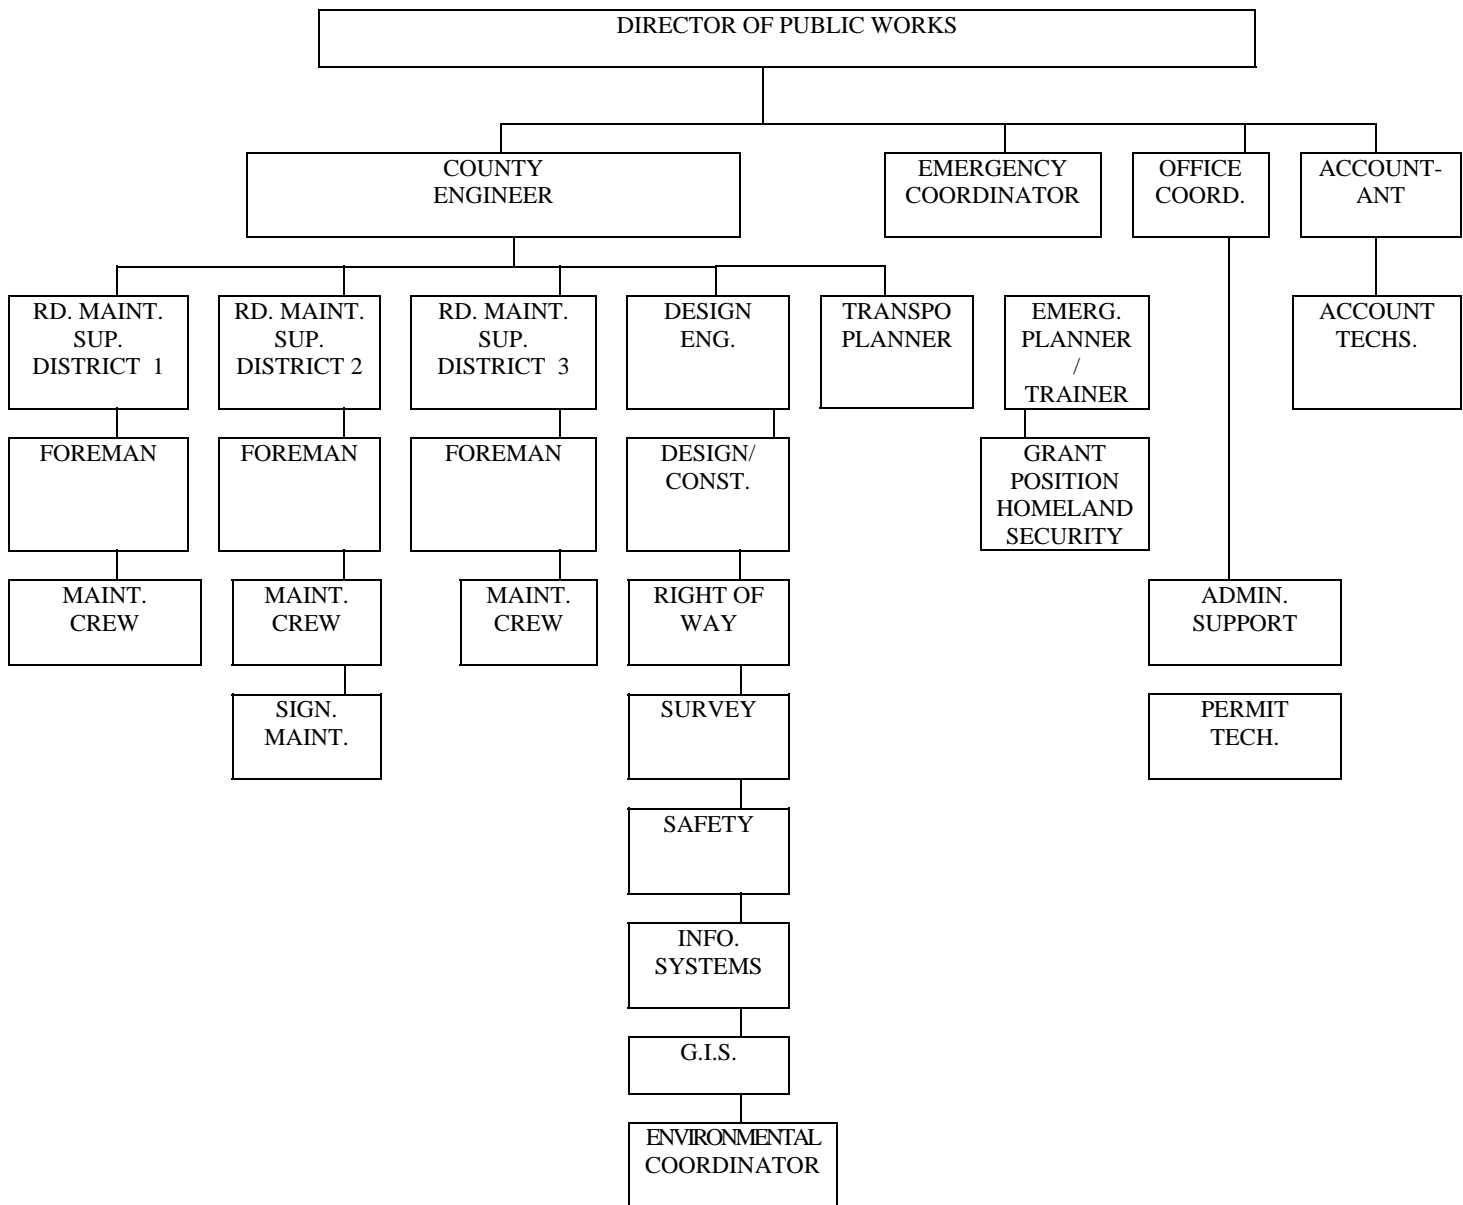 DIRECTOR OF PUBLIC WORKS
COUNTY
ENGINEER
EMERGENCY
COORDINATOR
OFFICE
COORD.
ACCOUNT-
ANT
RD. MAINT.
SUP.
DISTRICT 1
RD. MAINT.
SUP.
DISTRICT 2
RD. MAINT.
SUP.
DISTRICT 3
DESIGN
ENG.
TRANSPO
PLANNER
EMERG.
PLANNER
/
TRAINER
ACCOUNT
TECHS.
FOREMAN
FOREMAN
FOREMAN
DESIGN/
CONST.
GRANT
POSITION
HOMELAND
SECURITY
MAINT.
CREW
MAINT.
CREW
MAINT.
CREW
RIGHT OF
WAY
ADMIN.
SUPPORT
SIGN.
MAINT.
SURVEY
PERMIT
TECH.
SAFETY
INFO.
SYSTEMS
G.I.S.
ENVIRONMENTAL
COORDINATOR